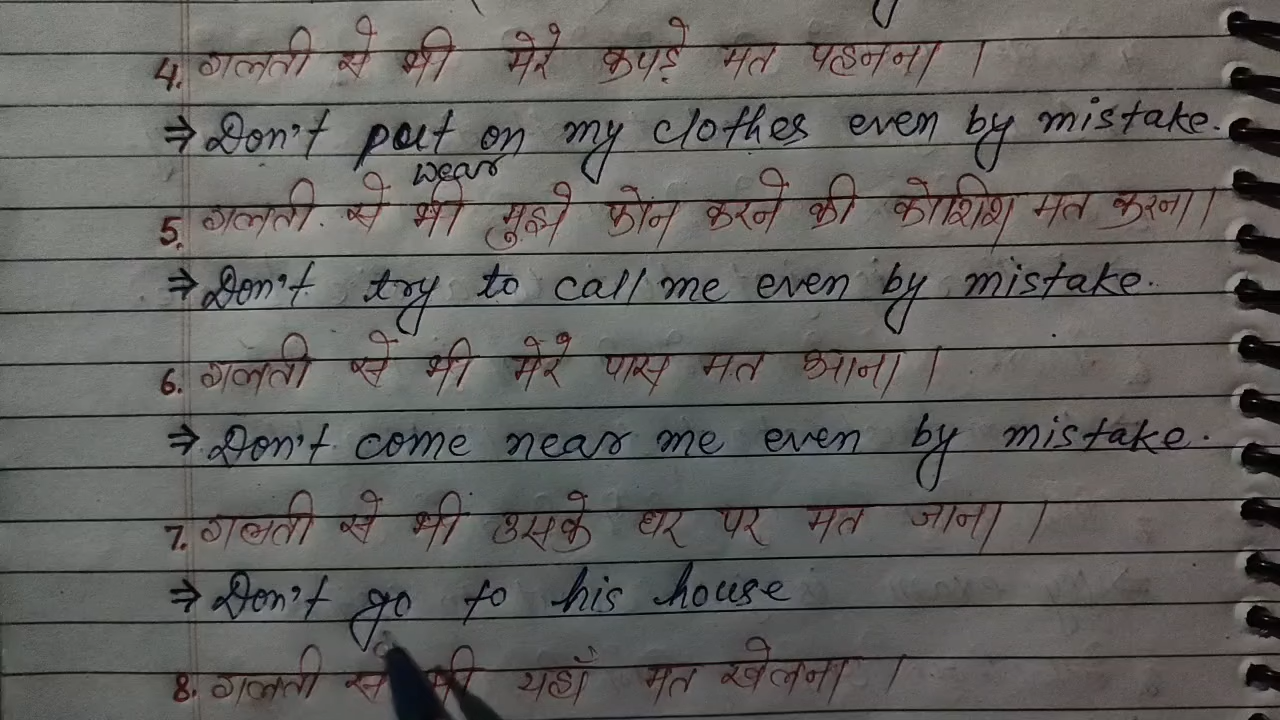 4. गलती से भी मेरे कपड़े मत पहनना ।
⇒ Don't put on my clothes even by mistake.
wear
5. गलती से भी मुझे फोन करने की कोशिश मत करना ।
⇒ Don't try to call me even by mistake.
6. गलती से भी मेरे पास मत आना ।
⇒ Don't come near me even by mistake.
7. गलती से भी उसके घर पर मत जाना ।
⇒ Don't go to his house
8. गलती से भी यहाँ मत खेलना ।